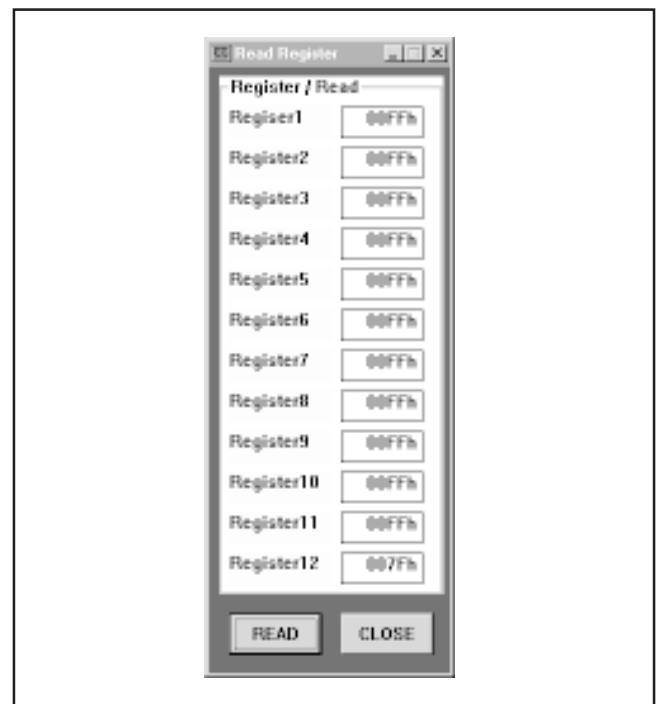 Read Register
Register / Read
Regiser1 00FFh
Register2 00FFh
Register3 00FFh
Register4 00FFh
Register5 00FFh
Register6 00FFh
Register7 00FFh
Register8 00FFh
Register9 00FFh
Register10 00FFh
Register11 00FFh
Register12 007Fh
READ CLOSE